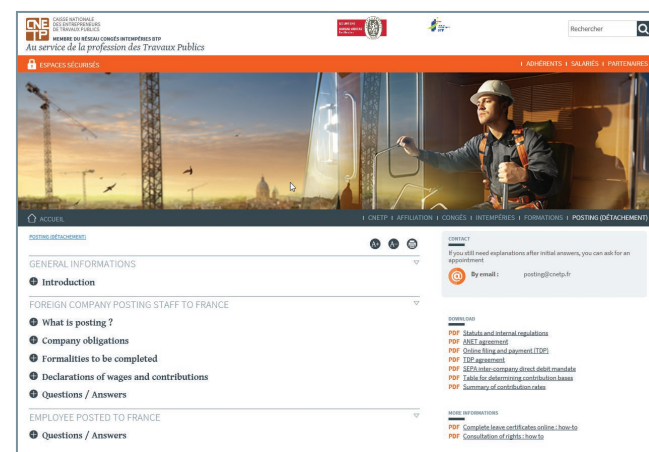 CNETP
CAISSE NATIONALE
DES ENTREPRENEURS
DE TRAVAUX PUBLICS
MEMBRE DU RÉSEAU CONGÉS INTEMPÉRIES BTP
Au service de la profession des Travaux Publics
Rechercher
ESPACES SÉCURISÉS
I ADHÉRENTS I SALARIÉS I PARTENAIRES
ACCUEIL
I CNETP I AFFILIATION I CONGÉS I INTEMPÉRIES I FORMATIONS I POSTING (DÉTACHEMENT)
POSTING (DÉTACHEMENT)
A+ A-
GENERAL INFORMATIONS
Introduction
FOREIGN COMPANY POSTING STAFF TO FRANCE
What is posting ?
Company obligations
Formalities to be completed
Declarations of wages and contributions
Questions / Answers
EMPLOYEE POSTED TO FRANCE
Questions / Answers
CONTACT
If you still need explanations after initial answers, you can ask for an
appointment
@ By email : posting@cnetp.fr
DOWNLOAD
PDF Statuts and internal regulations
PDF ANET agreement
PDF Online filing and payment (TDP)
PDF TDP agreement
PDF SEPA inter-company direct debit mandate
PDF Table for determining contribution bases
PDF Summary of contribution rates
MORE INFORMATIONS
PDF Complete leave certificates online : how-to
PDF Consultation of rights : how to